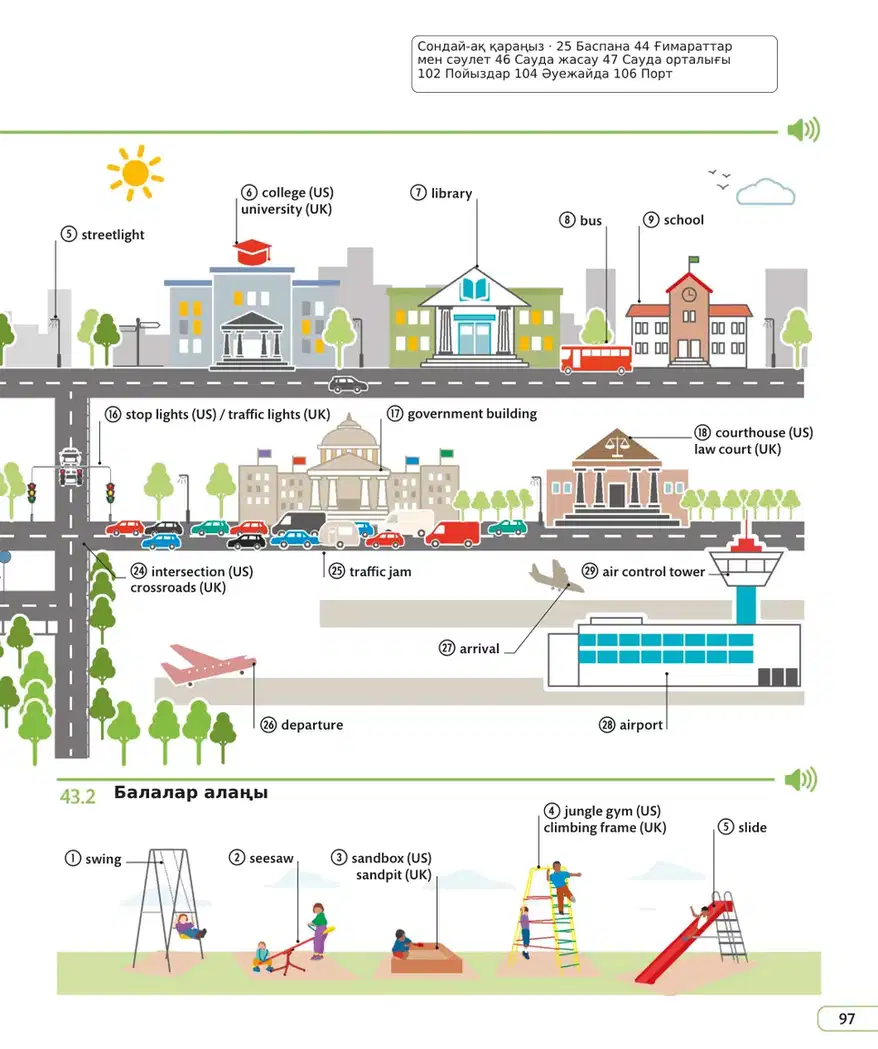 Сондай-ақ қараңыз · 25 Баспана 44 Ғимараттар
мен сәулет 46 Сауда жасау 47 Сауда орталығы
102 Пойыздар 104 Әуежайда 106 Порт
6 college (US)
university (UK)
7 library
8 bus
9 school
5 streetlight
16 stop lights (US) / traffic lights (UK)
17 government building
18 courthouse (US)
law court (UK)
24 intersection (US)
crossroads (UK)
25 traffic jam
29 air control tower
27 arrival
26 departure
28 airport
43.2 Балалар алаңы
1 swing
2 seesaw
3 sandbox (US)
sandpit (UK)
4 jungle gym (US)
climbing frame (UK)
5 slide
97